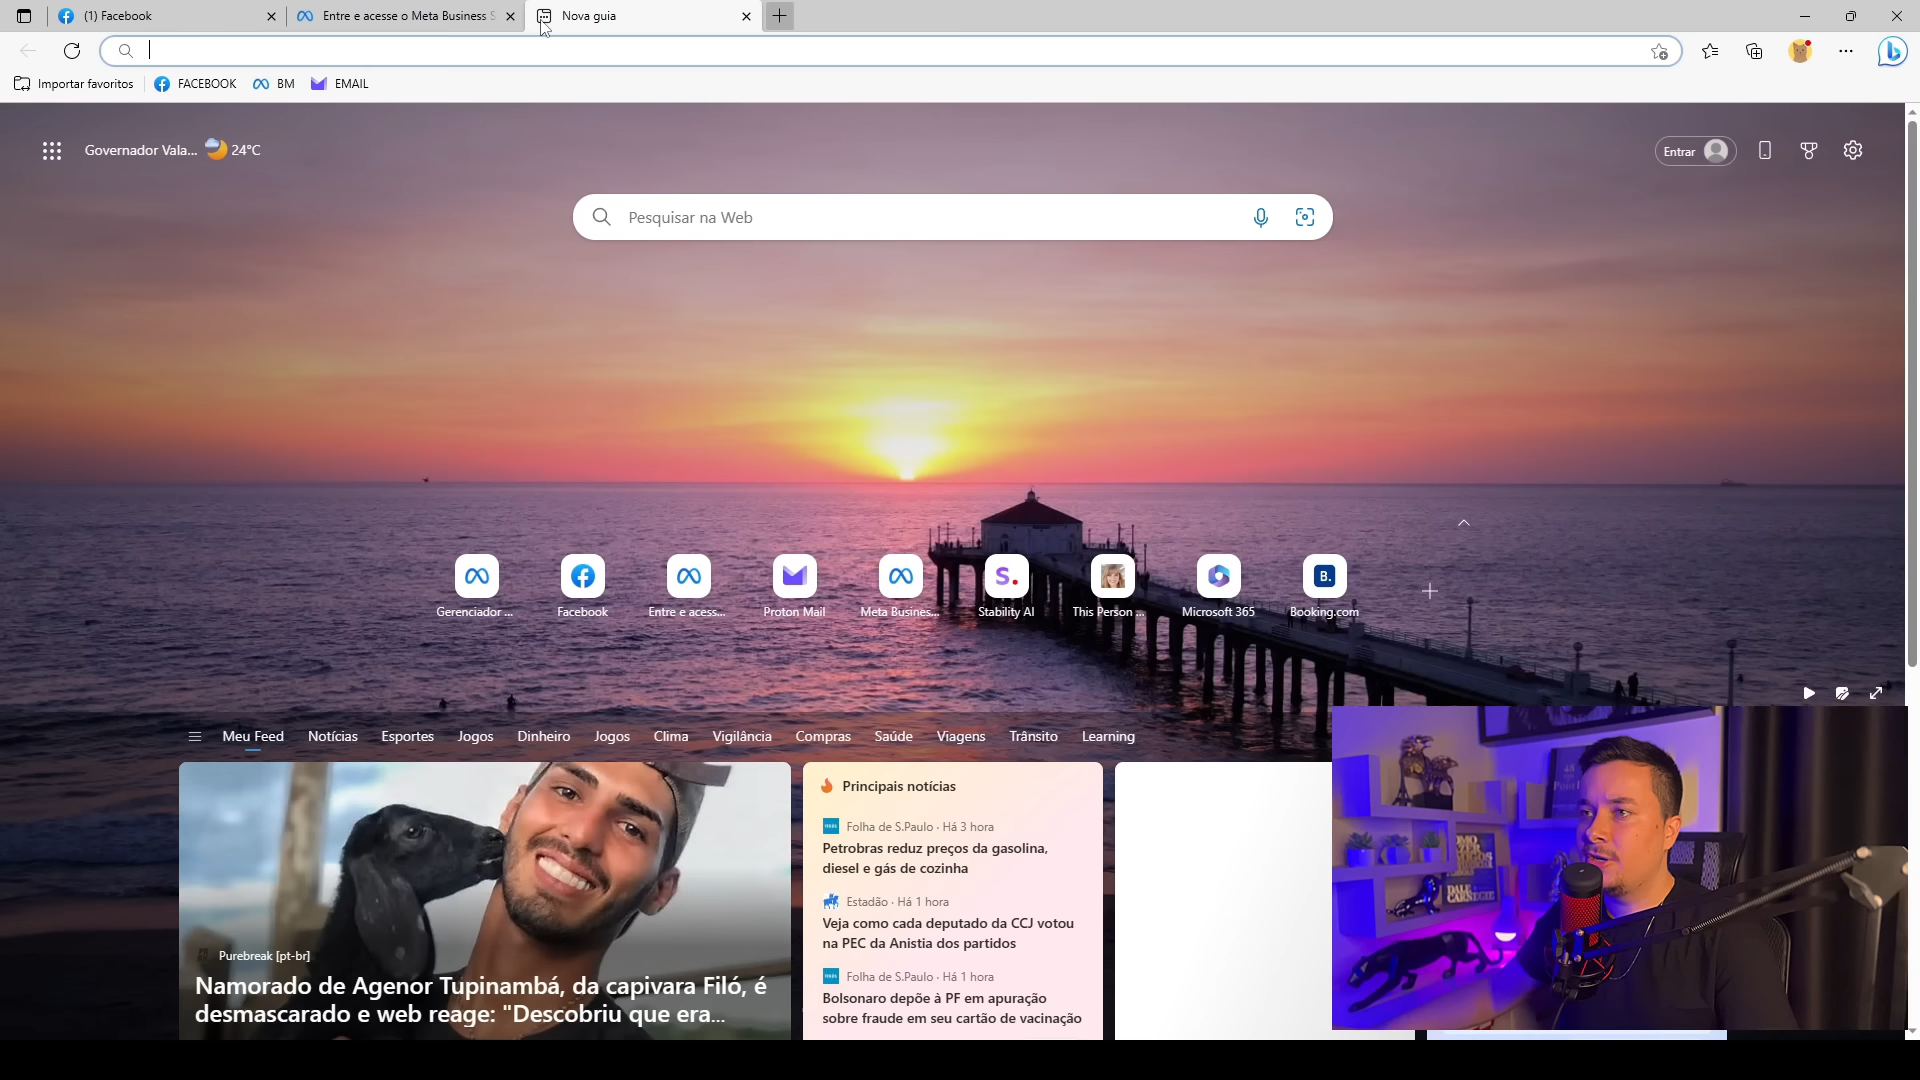 (1) Facebook
Entre e acesse o Meta Business S
Nova guia
Importar favoritos
FACEBOOK
BM
EMAIL
Governador Vala... 24°C
Entrar
Pesquisar na Web
Gerenciador ...
Facebook
Entre e acess...
Proton Mail
Meta Busines...
S.
Stability AI
This Person ...
Microsoft 365
B.
Booking.com
Meu Feed Notícias Esportes Jogos Dinheiro Jogos Clima Vigilância Compras Saúde Viagens Trânsito Learning
Purebreak [pt-br]
Namorado de Agenor Tupinambá, da capivara Filó, é
desmascarado e web reage: "Descobriu que era...
Principais notícias
Folha de S.Paulo · Há 3 hora
Petrobras reduz preços da gasolina,
diesel e gás de cozinha
Estadão · Há 1 hora
Veja como cada deputado da CCJ votou
na PEC da Anistia dos partidos
Folha de S.Paulo · Há 1 hora
Bolsonaro depõe à PF em apuração
sobre fraude em seu cartão de vacinação
DALE
CARNEGIE